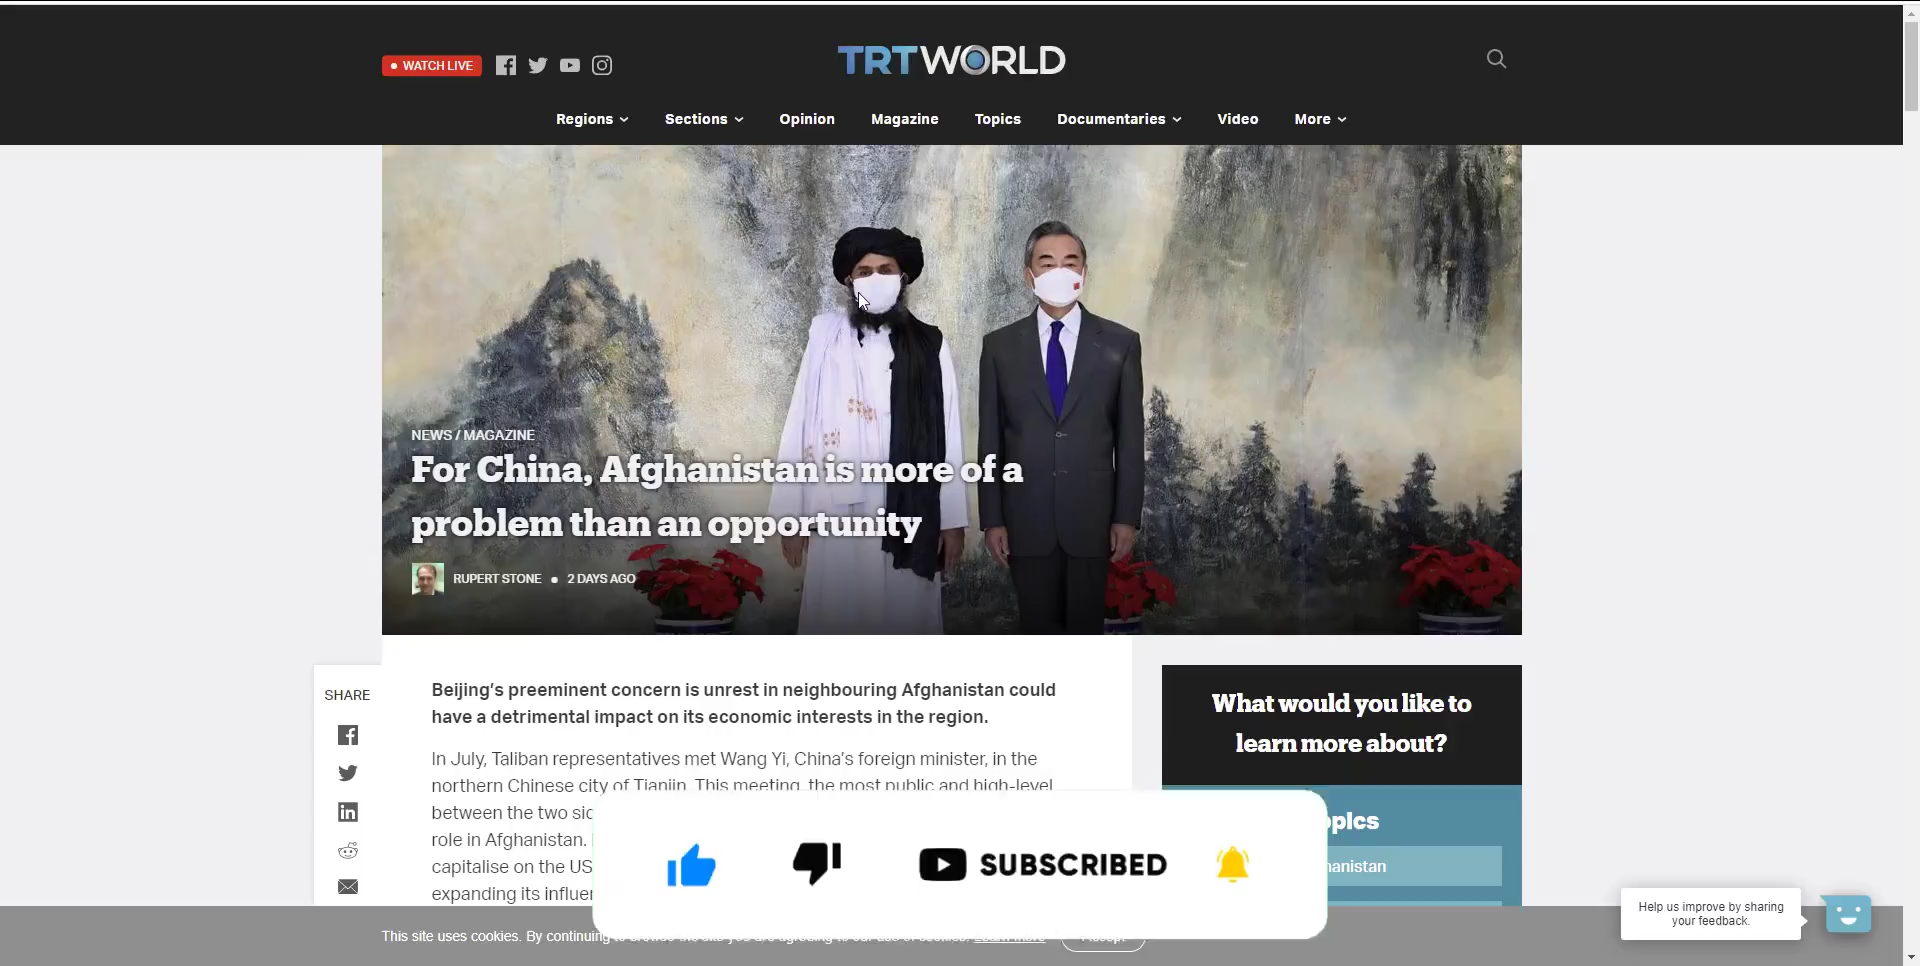 WATCH LIVE
TRTWORLD
Regions
Sections
Opinion
Magazine
Topics
Documentaries
Video
More
NEWS / MAGAZINE
For China, Afghanistan is more of a
problem than an opportunity
RUPERT STONE • 2 DAYS AGO
SHARE
Beijing's preeminent concern is unrest in neighbouring Afghanistan could
have a detrimental impact on its economic interests in the region.
In July, Taliban representatives met Wang Yi, China's foreign minister, in the
northern Chinese city of Tianjin. This meeting, the most public and high-level
between the two
role in Afghanistan.
capitalise on the US
expanding its
What would you like to
learn more about?
SUBSCRIBED
This site uses cookies. By continuing
Learn more
Accept
Help us improve by sharing
your feedback.